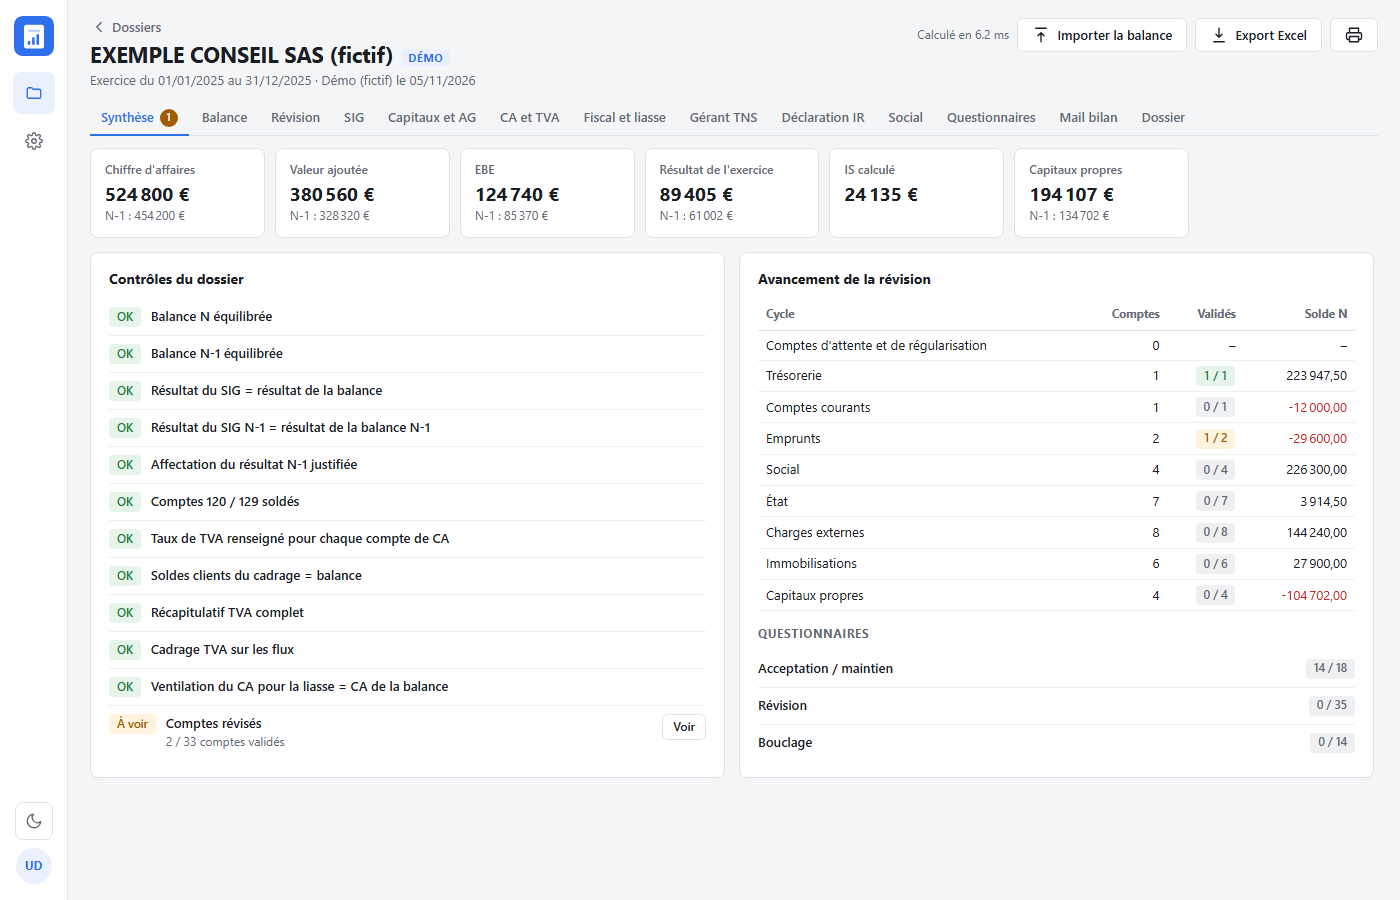 Dossiers
EXEMPLE CONSEIL SAS (fictif) DÉMO
Exercice du 01/01/2025 au 31/12/2025 · Démo (fictif) le 05/11/2026
Calculé en 6.2 ms
Importer la balance
Export Excel
Synthèse 1 Balance Révision SIG Capitaux et AG CA et TVA Fiscal et liasse Gérant TNS Déclaration IR Social Questionnaires Mail bilan Dossier
Chiffre d'affaires
524 800 €
N-1 : 454 200 €
Valeur ajoutée
380 560 €
N-1 : 328 320 €
EBE
124 740 €
N-1 : 85 370 €
Résultat de l'exercice
89 405 €
N-1 : 61 002 €
IS calculé
24 135 €
Capitaux propres
194 107 €
N-1 : 134 702 €
Contrôles du dossier
OK Balance N équilibrée
OK Balance N-1 équilibrée
OK Résultat du SIG = résultat de la balance
OK Résultat du SIG N-1 = résultat de la balance N-1
OK Affectation du résultat N-1 justifiée
OK Comptes 120 / 129 soldés
OK Taux de TVA renseigné pour chaque compte de CA
OK Soldes clients du cadrage = balance
OK Récapitulatif TVA complet
OK Cadrage TVA sur les flux
OK Ventilation du CA pour la liasse = CA de la balance
À voir Comptes révisés Voir
2 / 33 comptes validés
Avancement de la révision
Cycle Comptes Validés Solde N
Comptes d'attente et de régularisation 0 – –
Trésorerie 1 1 / 1 223 947,50
Comptes courants 1 0 / 1 -12 000,00
Emprunts 2 1 / 2 -29 600,00
Social 4 0 / 4 226 300,00
État 7 0 / 7 3 914,50
Charges externes 8 0 / 8 144 240,00
Immobilisations 6 0 / 6 27 900,00
Capitaux propres 4 0 / 4 -104 702,00
QUESTIONNAIRES
Acceptation / maintien 14 / 18
Révision 0 / 35
Bouclage 0 / 14
UD